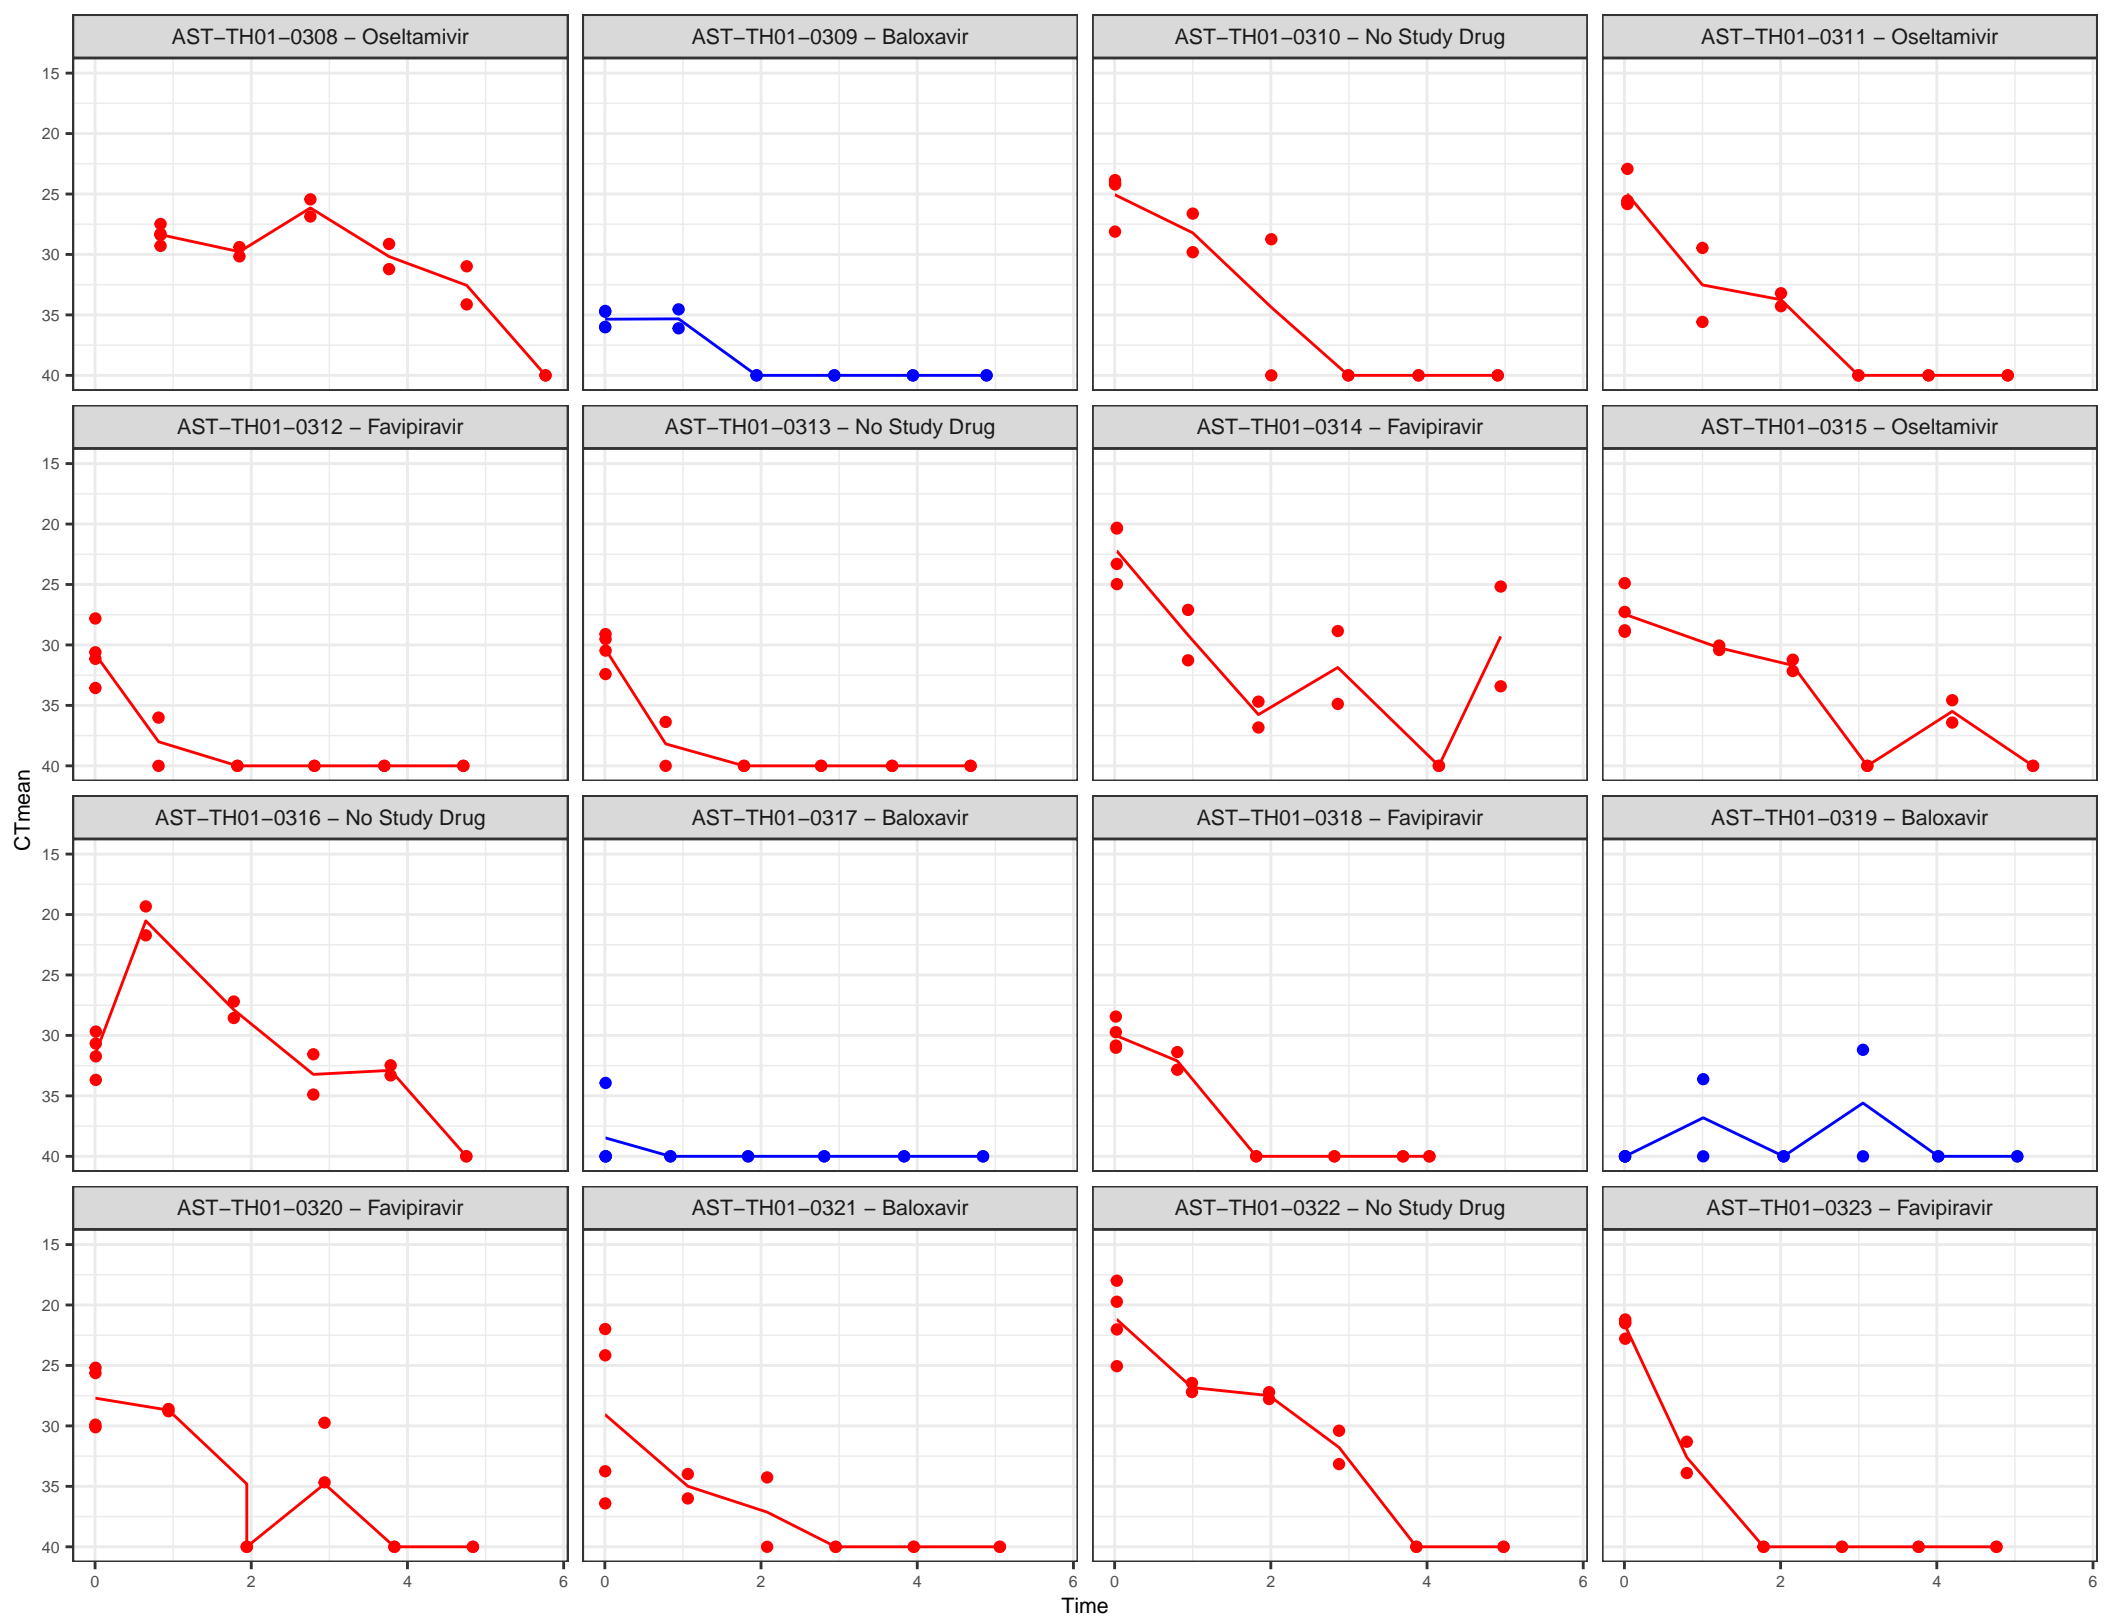 AST−TH01−0308 − Oseltamivir
AST−TH01−0309 − Baloxavir
AST−TH01−0310 − No Study Drug
AST−TH01−0311 − Oseltamivir
15
20
25
30
35
40
AST−TH01−0312 − Favipiravir
AST−TH01−0313 − No Study Drug
AST−TH01−0314 − Favipiravir
AST−TH01−0315 − Oseltamivir
15
20
25
30
35
40
CTmean
AST−TH01−0316 − No Study Drug
AST−TH01−0317 − Baloxavir
AST−TH01−0318 − Favipiravir
AST−TH01−0319 − Baloxavir
15
20
25
30
35
40
AST−TH01−0320 − Favipiravir
AST−TH01−0321 − Baloxavir
AST−TH01−0322 − No Study Drug
AST−TH01−0323 − Favipiravir
15
20
25
30
35
40
0 2 4 6
0 2 4 6
0 2 4 6
0 2 4 6
Time